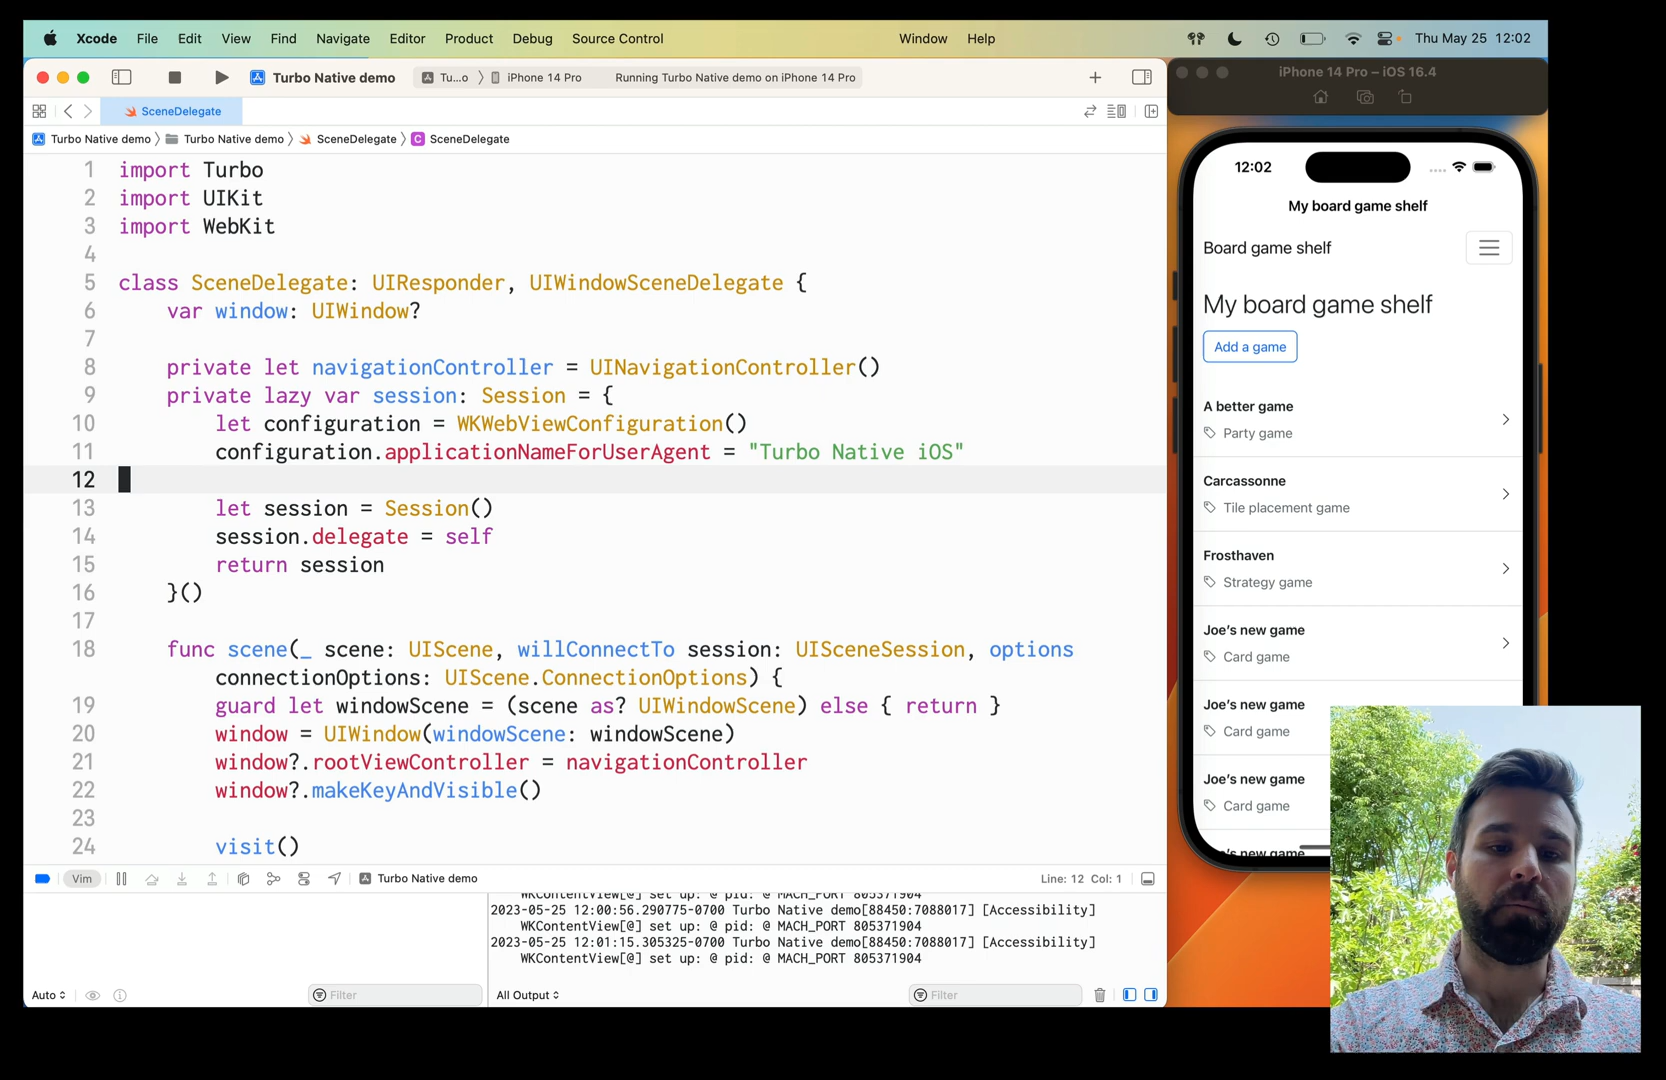 Xcode File Edit View Find Navigate Editor Product Debug Source Control Window Help Thu May 25 12:02
Turbo Native demo Tu...o iPhone 14 Pro Running Turbo Native demo on iPhone 14 Pro
SceneDelegate
Turbo Native demo Turbo Native demo SceneDelegate C SceneDelegate
1 import Turbo
2 import UIKit
3 import WebKit
4
5 class SceneDelegate: UIResponder, UIWindowSceneDelegate {
6 var window: UIWindow?
7
8 private let navigationController = UINavigationController()
9 private lazy var session: Session = {
10 let configuration = WKWebViewConfiguration()
11 configuration.applicationNameForUserAgent = "Turbo Native iOS"
12
13 let session = Session()
14 session.delegate = self
15 return session
16 }()
17
18 func scene(_ scene: UIScene, willConnectTo session: UISceneSession, options
connectionOptions: UIScene.ConnectionOptions) {
19 guard let windowScene = (scene as? UIWindowScene) else { return }
20 window = UIWindow(windowScene: windowScene)
21 window?.rootViewController = navigationController
22 window?.makeKeyAndVisible()
23
24 visit()
Vim Turbo Native demo Line: 12 Col: 1
WKContentView[0] set up: @ pid: @ MACH_PORT 805371904
2023-05-25 12:00:56.290775-0700 Turbo Native demo[88450:7088017] [Accessibility]
WKContentView[@] set up: @ pid: @ MACH_PORT 805371904
2023-05-25 12:01:15.305325-0700 Turbo Native demo[88450:7088017] [Accessibility]
WKContentView[@] set up: @ pid: @ MACH_PORT 805371904
Auto Filter All Output Filter
iPhone 14 Pro – iOS 16.4
12:02
My board game shelf
Board game shelf
My board game shelf
Add a game
A better game
Party game
Carcassonne
Tile placement game
Frosthaven
Strategy game
Joe's new game
Card game
Joe's new game
Card game
Joe's new game
Card game
new game